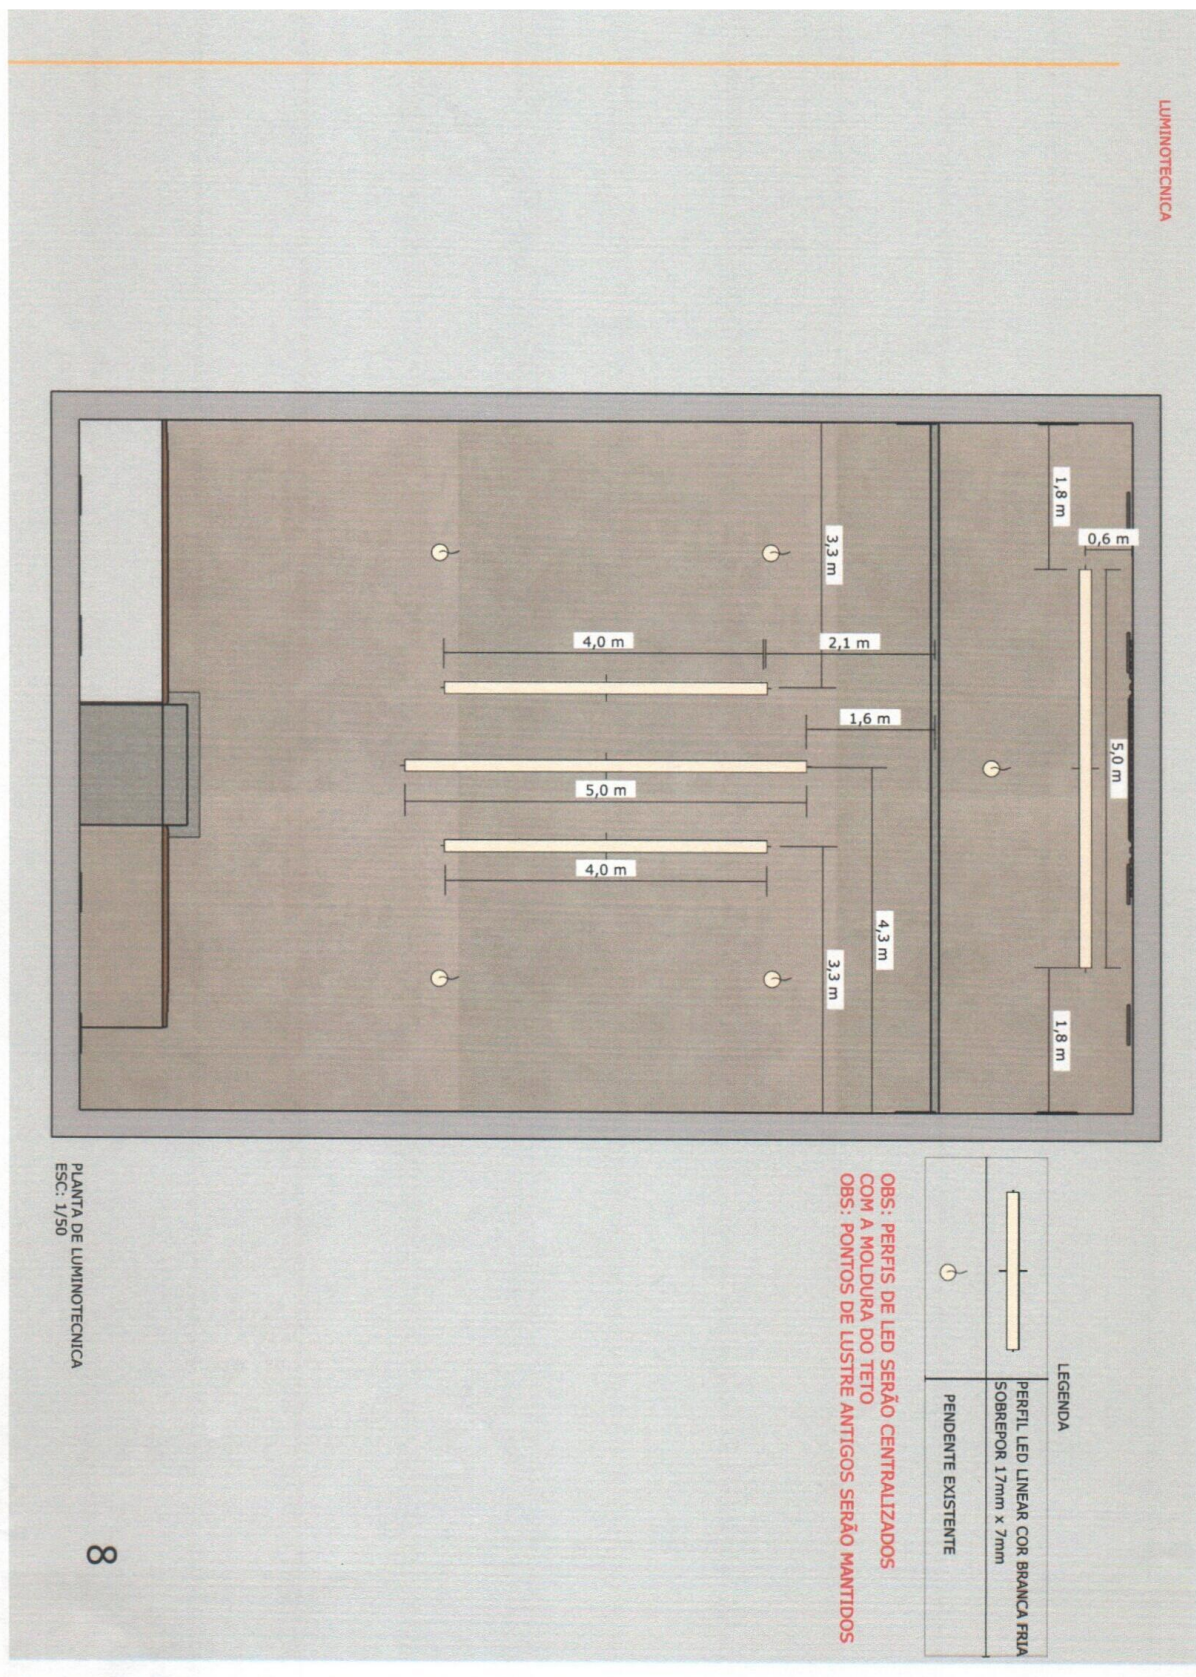 LUMINOTECNICA
1,8 m
0,6 m
5,0 m
1,8 m
3,3 m
4,0 m
2,1 m
1,6 m
5,0 m
4,0 m
4,3 m
3,3 m
LEGENDA
PERFIL LED LINEAR COR BRANCA FRIA
SOBREPOR 17mm x 7mm
PENDENTE EXISTENTE
OBS: PERFIS DE LED SERÃO CENTRALIZADOS
COM A MOLDURA DO TETO
OBS: PONTOS DE LUSTRE ANTIGOS SERÃO MANTIDOS
PLANTA DE LUMINOTECNICA
ESC: 1/50
8